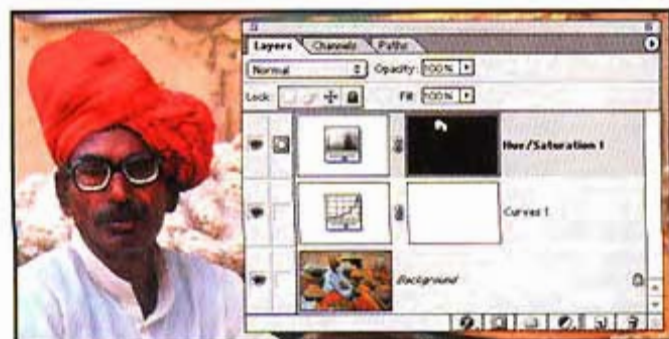 Layers Channels Paths
Normal Opacity: 100%
Lock: Fill: 100%
Hue/Saturation 1
Curves 1
Background